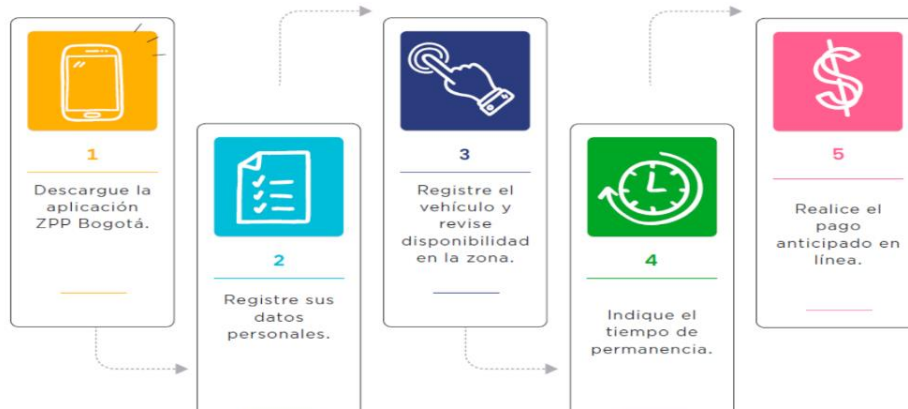 1
Descargue la
aplicación
ZPP Bogotá.
2
Registre sus
datos
personales.
3
Registre el
vehículo y
revise
disponibilidad
en la zona.
4
Indique el
tiempo de
permanencia.
$
5
Realice el
pago
anticipado en
línea.